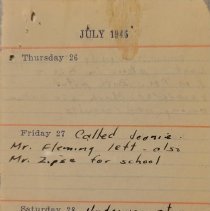 JULY 1945
Thursday 26
Friday 27 Called Jeanie.
Mr. Fleming left - also
Mr. Zipse for school
Saturday 28